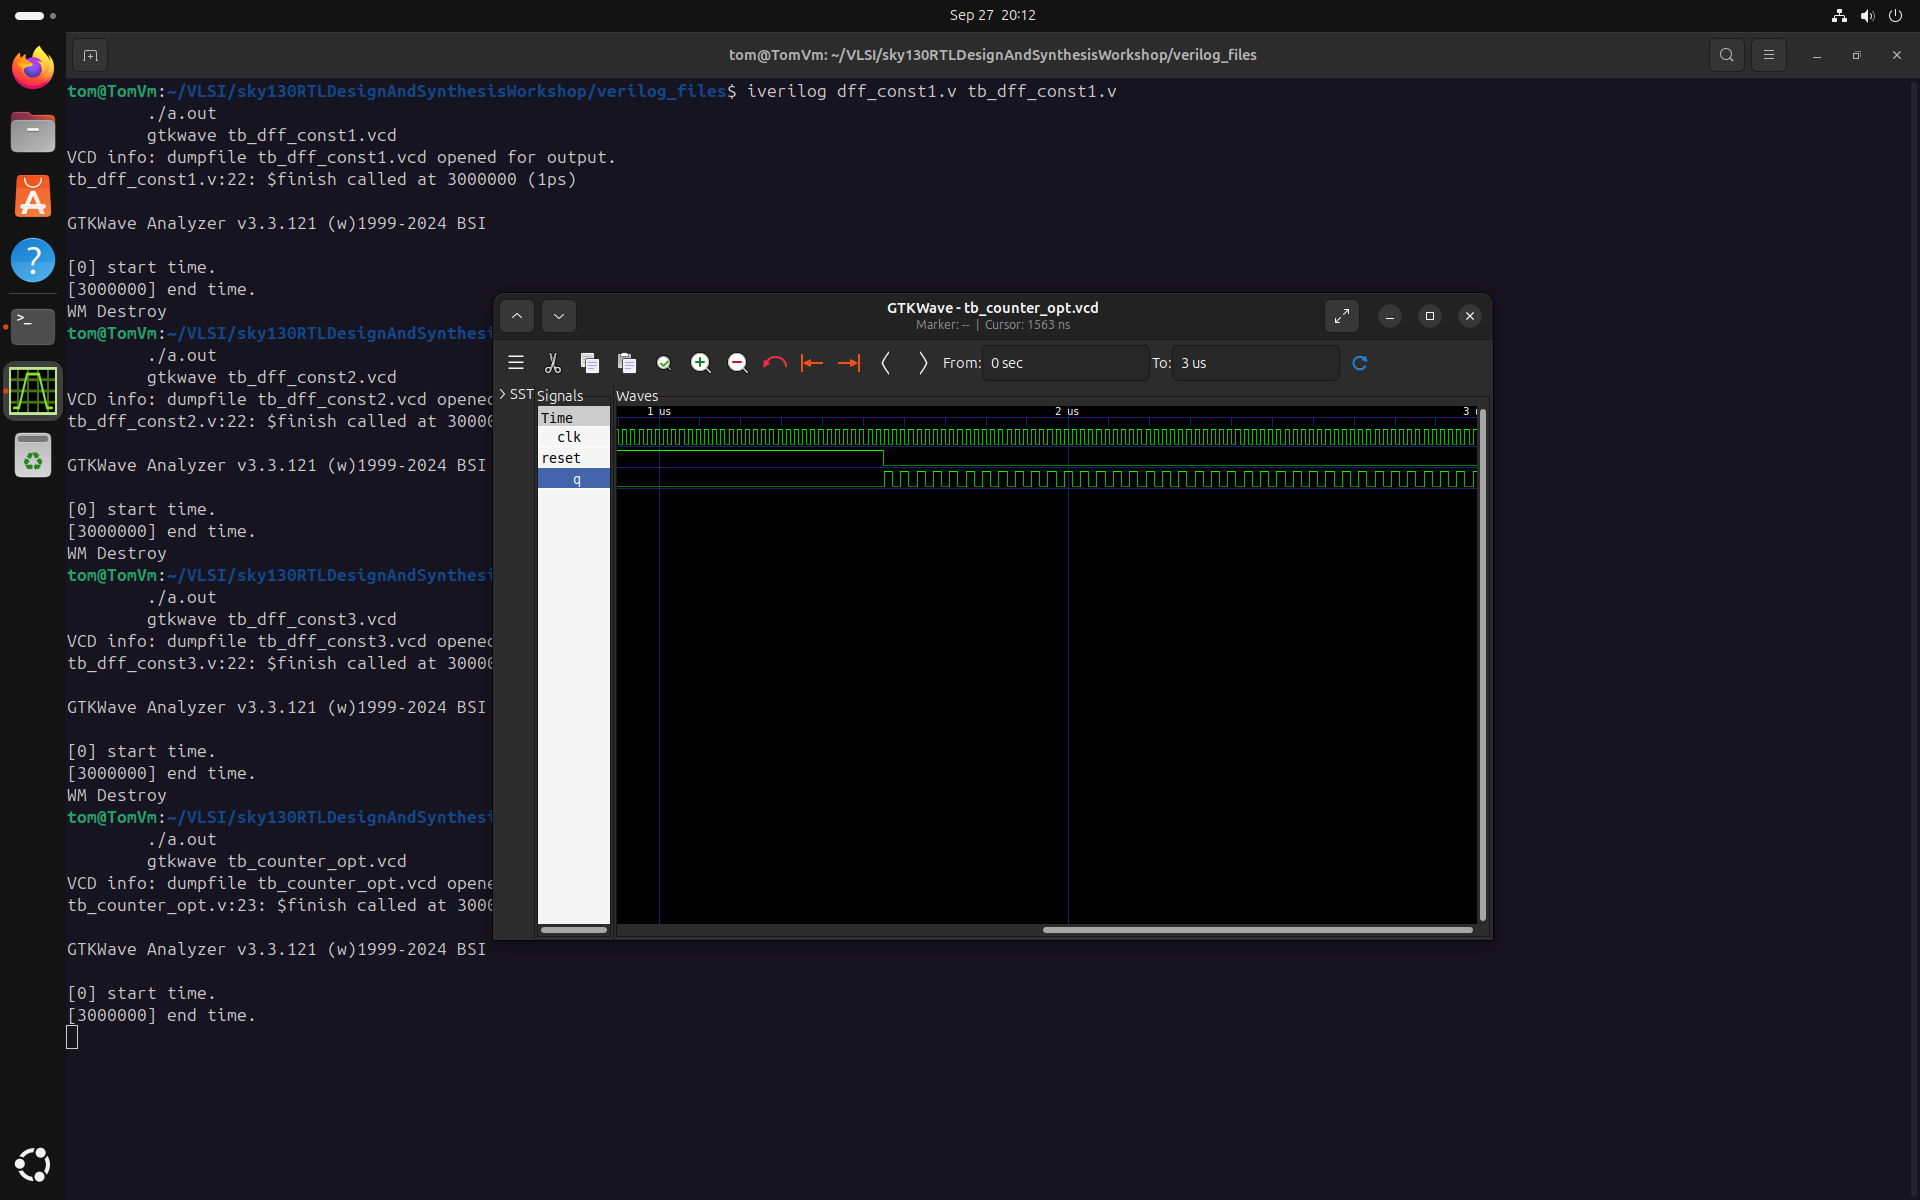 Sep 27 20:12
tom@TomVm: ~/VLSI/sky130RTLDesignAndSynthesisWorkshop/verilog_files
tom@TomVm:~/VLSI/sky130RTLDesignAndSynthesisWorkshop/verilog_files$ iverilog dff_const1.v tb_dff_const1.v
./a.out
gtkwave tb_dff_const1.vcd
VCD info: dumpfile tb_dff_const1.vcd opened for output.
tb_dff_const1.v:22: $finish called at 3000000 (1ps)
GTKWave Analyzer v3.3.121 (w)1999-2024 BSI
[0] start time.
[3000000] end time.
WM Destroy
tom@TomVm:~/VLSI/sky130RTLDesignAndSynthesi
./a.out
gtkwave tb_dff_const2.vcd
VCD info: dumpfile tb_dff_const2.vcd opened
tb_dff_const2.v:22: $finish called at 30000
GTKWave Analyzer v3.3.121 (w)1999-2024 BSI
[0] start time.
[3000000] end time.
WM Destroy
tom@TomVm:~/VLSI/sky130RTLDesignAndSynthesi
./a.out
gtkwave tb_dff_const3.vcd
VCD info: dumpfile tb_dff_const3.vcd opened
tb_dff_const3.v:22: $finish called at 30000
GTKWave Analyzer v3.3.121 (w)1999-2024 BSI
[0] start time.
[3000000] end time.
WM Destroy
tom@TomVm:~/VLSI/sky130RTLDesignAndSynthesi
./a.out
gtkwave tb_counter_opt.vcd
VCD info: dumpfile tb_counter_opt.vcd opene
tb_counter_opt.v:23: $finish called at 3000
GTKWave Analyzer v3.3.121 (w)1999-2024 BSI
[0] start time.
[3000000] end time.
GTKWave - tb_counter_opt.vcd
Marker: -- | Cursor: 1563 ns
From: 0 sec To: 3 us
SST
Signals
Waves
Time
1 us
2 us
3
clk
reset
q